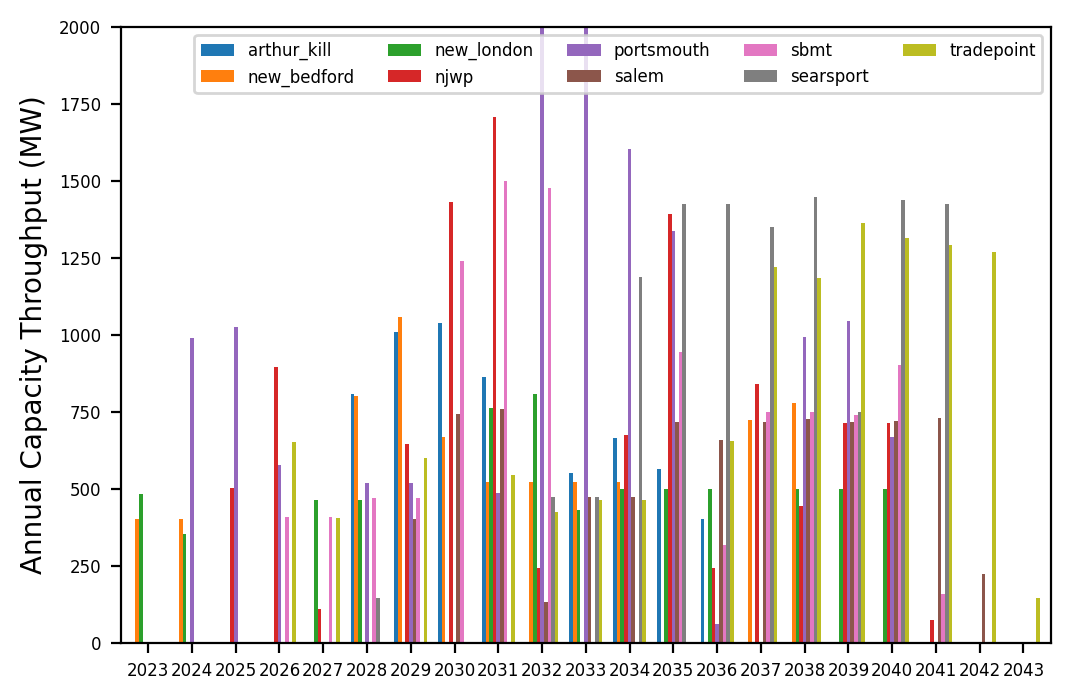 Annual Capacity Throughput (MW)
2000
1750
1500
1250
1000
750
500
250
0
arthur_kill new_london portsmouth sbmt tradepoint
new_bedford njwp salem searsport
2023 2024 2025 2026 2027 2028 2029 2030 2031 2032 2033 2034 2035 2036 2037 2038 2039 2040 2041 2042 2043